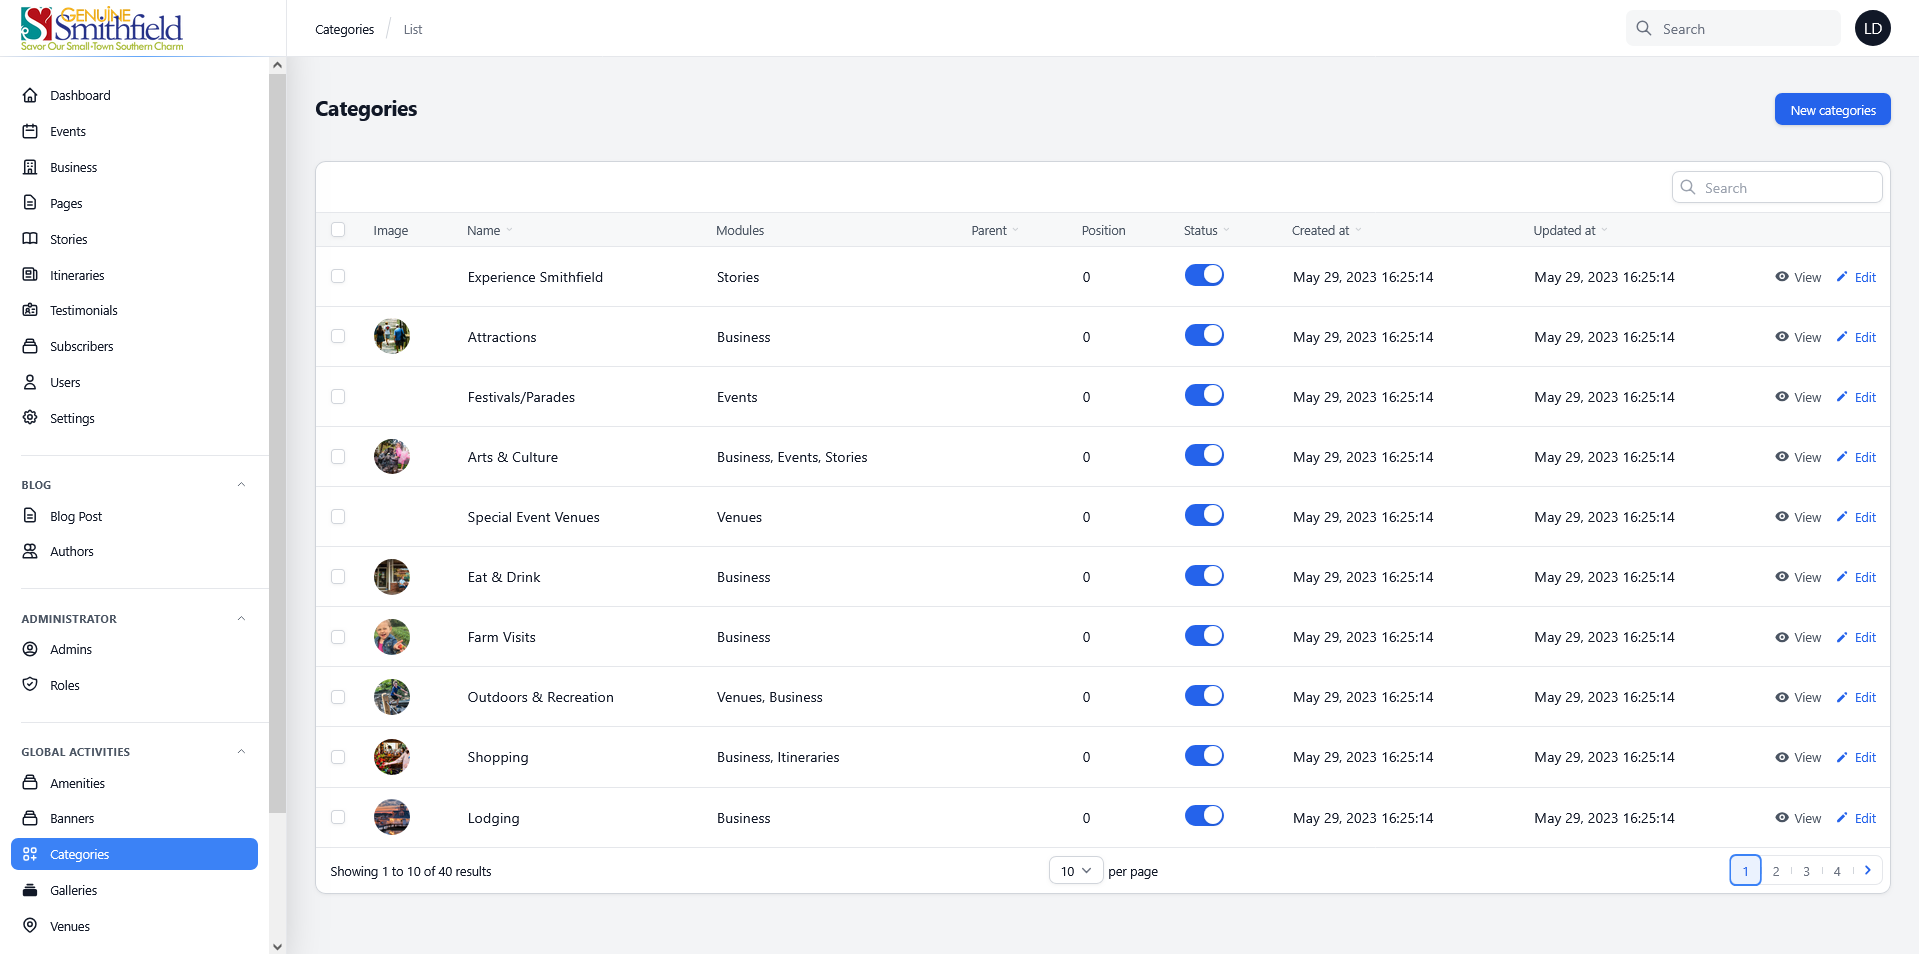 GENUINE
Smithfield
Savor Our Small-Town Southern Charm
Categories / List
Search
LD
Dashboard
Events
Business
Pages
Stories
Itineraries
Testimonials
Subscribers
Users
Settings
BLOG
Blog Post
Authors
ADMINISTRATOR
Admins
Roles
GLOBAL ACTIVITIES
Amenities
Banners
Categories
Galleries
Venues
Categories
New categories
Search
Image Name Modules Parent Position Status Created at Updated at
Experience Smithfield Stories 0 May 29, 2023 16:25:14 May 29, 2023 16:25:14 View Edit
Attractions Business 0 May 29, 2023 16:25:14 May 29, 2023 16:25:14 View Edit
Festivals/Parades Events 0 May 29, 2023 16:25:14 May 29, 2023 16:25:14 View Edit
Arts & Culture Business, Events, Stories 0 May 29, 2023 16:25:14 May 29, 2023 16:25:14 View Edit
Special Event Venues Venues 0 May 29, 2023 16:25:14 May 29, 2023 16:25:14 View Edit
Eat & Drink Business 0 May 29, 2023 16:25:14 May 29, 2023 16:25:14 View Edit
Farm Visits Business 0 May 29, 2023 16:25:14 May 29, 2023 16:25:14 View Edit
Outdoors & Recreation Venues, Business 0 May 29, 2023 16:25:14 May 29, 2023 16:25:14 View Edit
Shopping Business, Itineraries 0 May 29, 2023 16:25:14 May 29, 2023 16:25:14 View Edit
Lodging Business 0 May 29, 2023 16:25:14 May 29, 2023 16:25:14 View Edit
Showing 1 to 10 of 40 results 10 per page 1 2 3 4